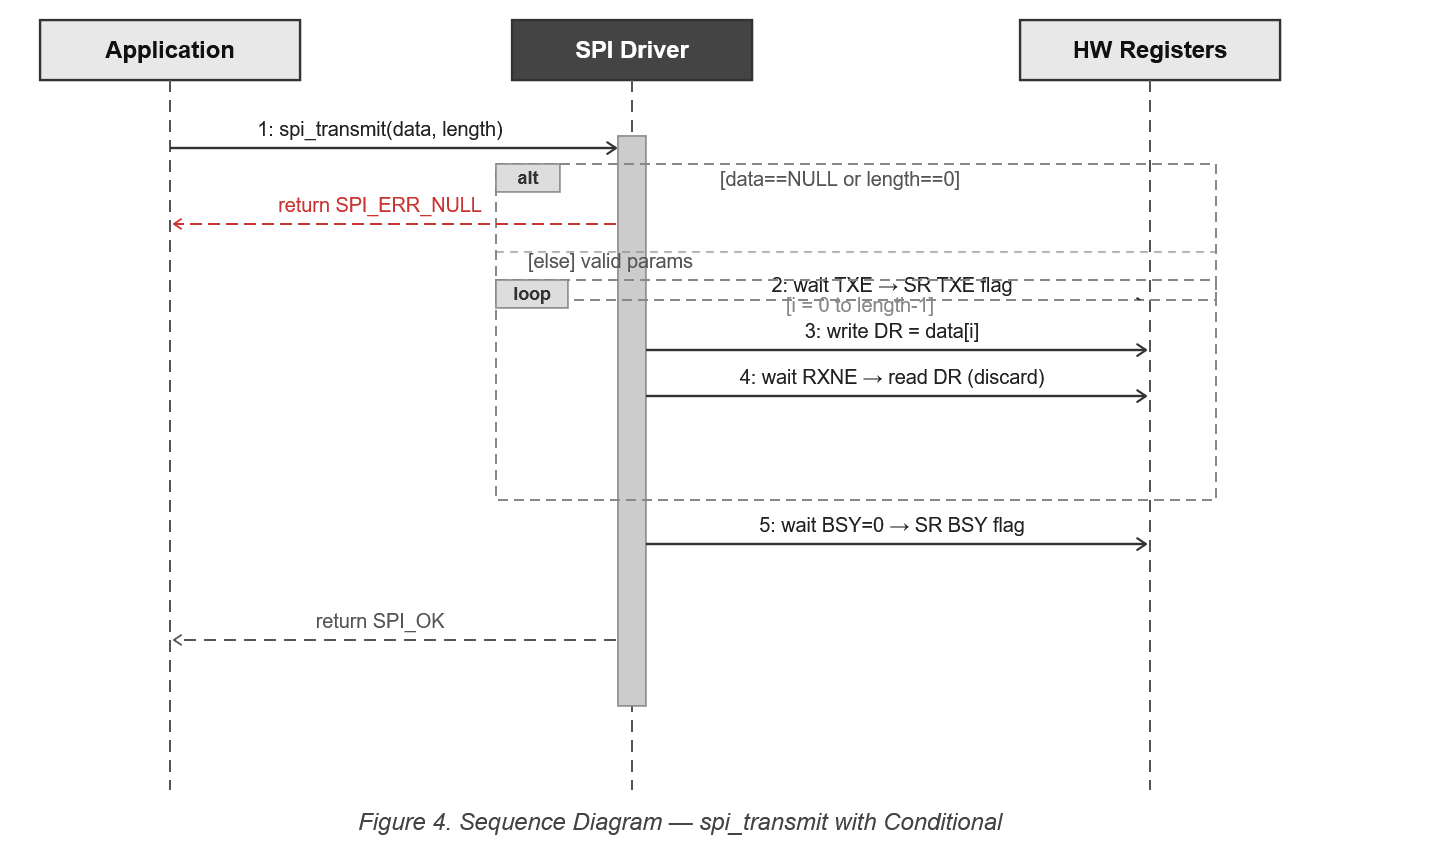 Application
SPI Driver
HW Registers
1: spi_transmit(data, length)
alt
[data==NULL or length==0]
return SPI_ERR_NULL
[else] valid params
loop
2: wait TXE → SR TXE flag
[i = 0 to length-1]
3: write DR = data[i]
4: wait RXNE → read DR (discard)
5: wait BSY=0 → SR BSY flag
return SPI_OK
Figure 4. Sequence Diagram — spi_transmit with Conditional